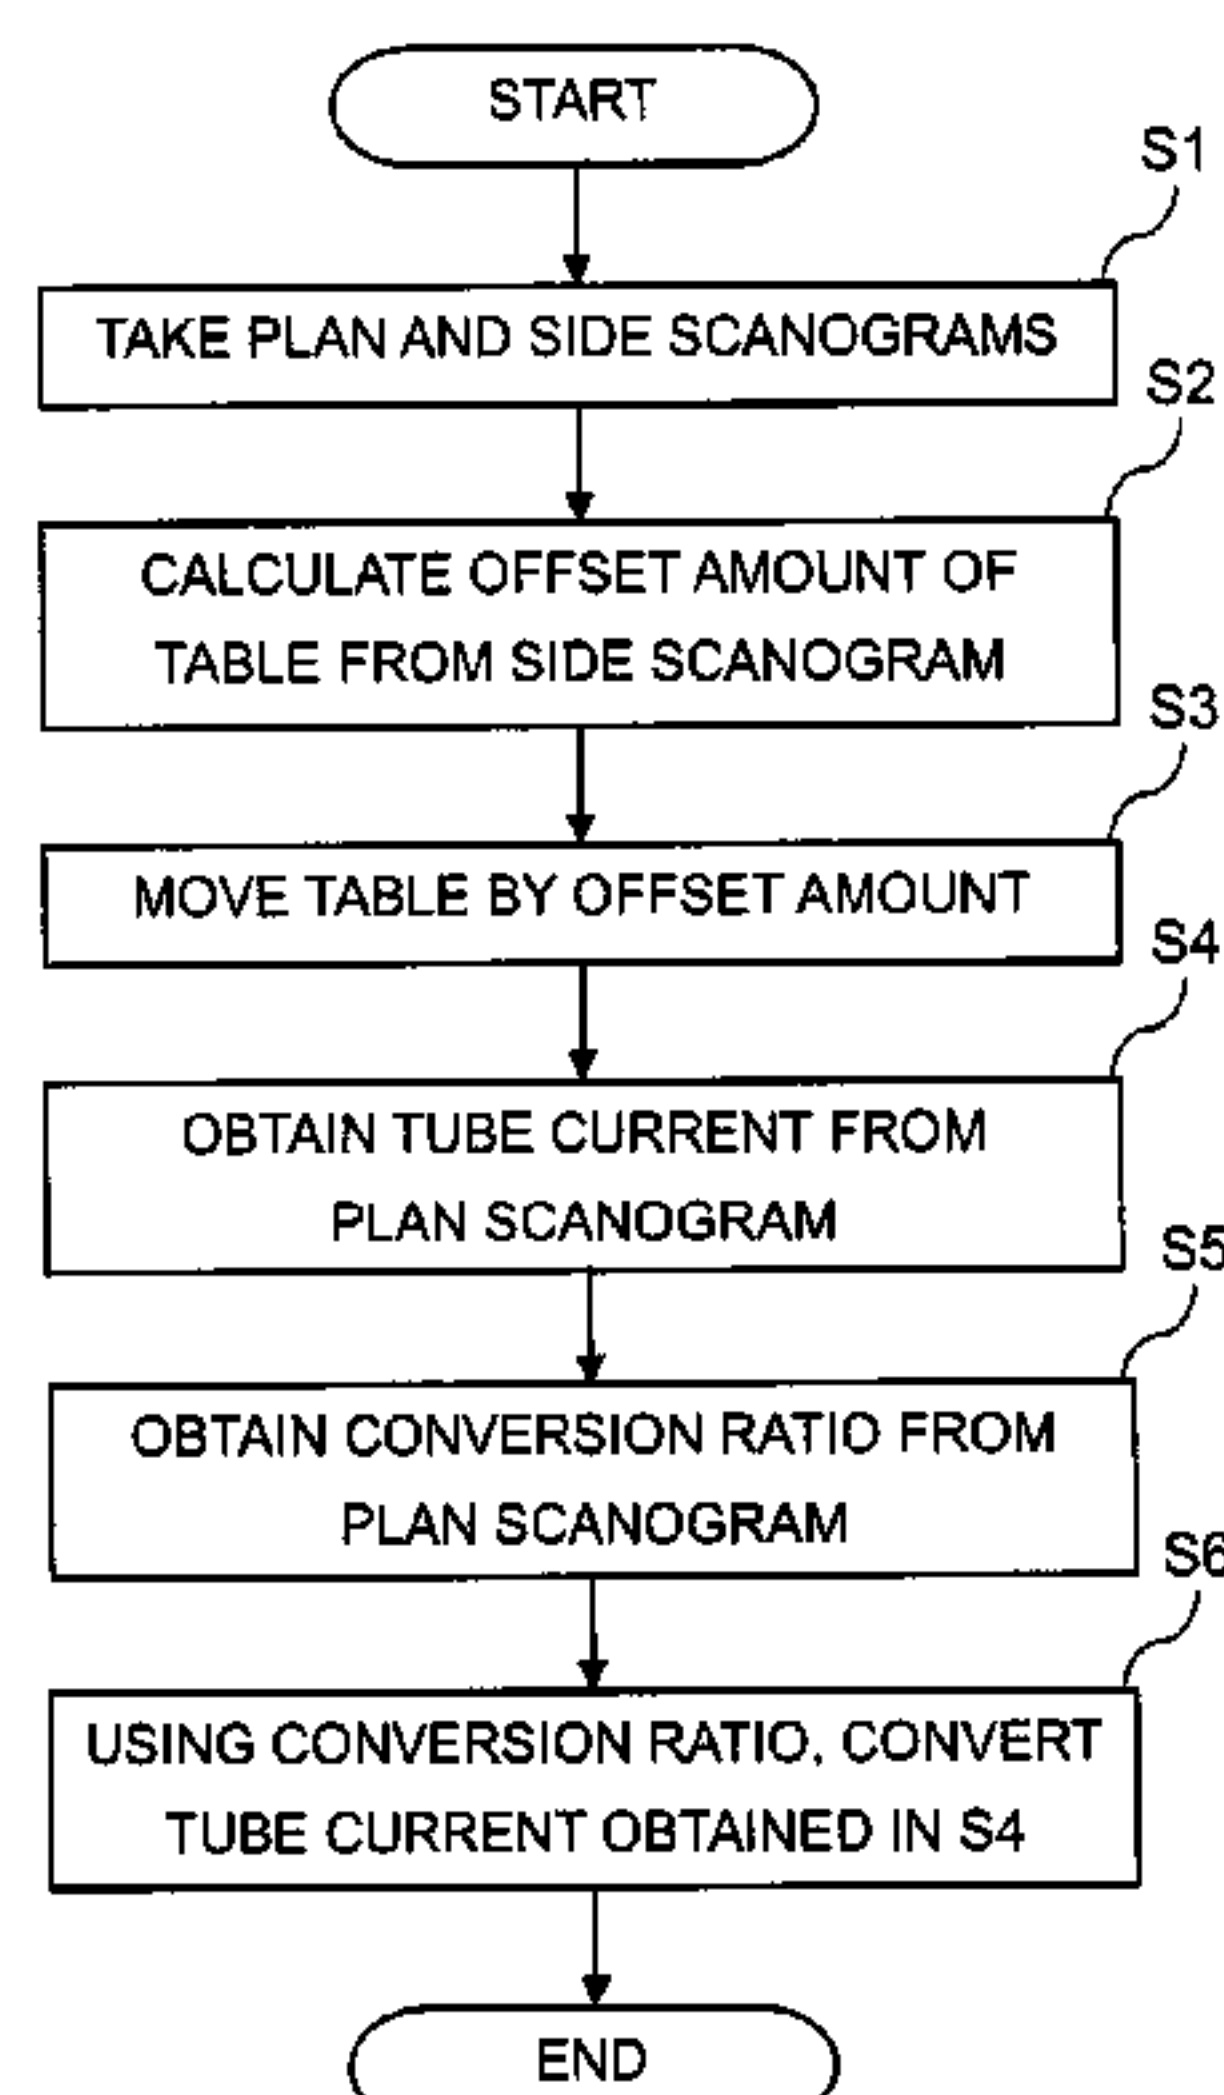 START
S1
TAKE PLAN AND SIDE SCANOGRAMS
S2
CALCULATE OFFSET AMOUNT OF
TABLE FROM SIDE SCANOGRAM
S3
MOVE TABLE BY OFFSET AMOUNT
S4
OBTAIN TUBE CURRENT FROM
PLAN SCANOGRAM
S5
OBTAIN CONVERSION RATIO FROM
PLAN SCANOGRAM
S6
USING CONVERSION RATIO, CONVERT
TUBE CURRENT OBTAINED IN S4
END